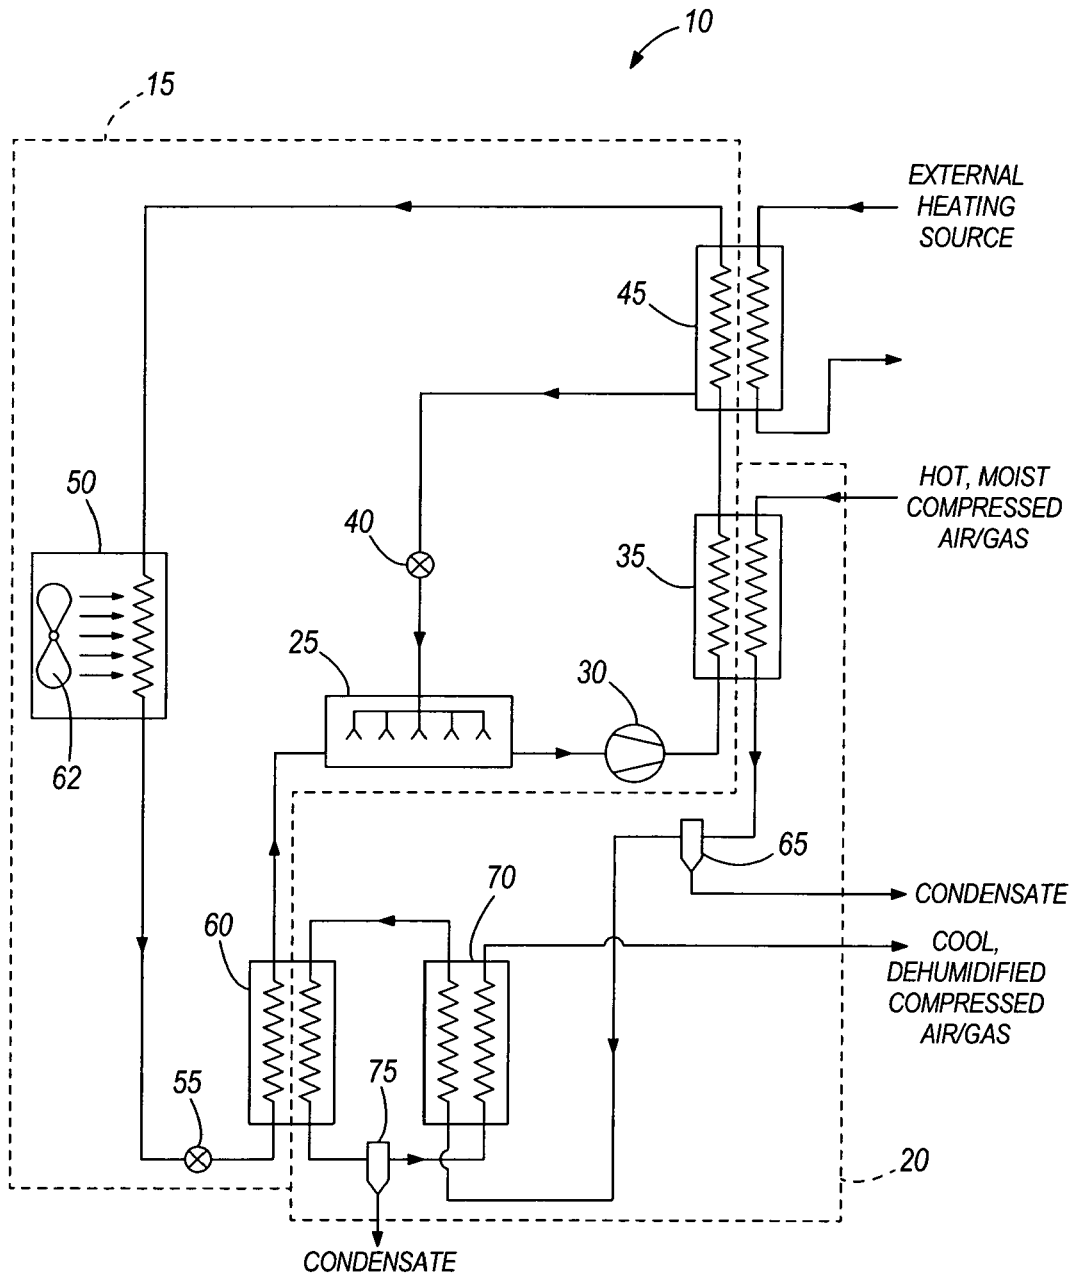 10
15
EXTERNAL
HEATING
SOURCE
45
50
HOT, MOIST
COMPRESSED
AIR/GAS
40
35
25
30
62
65
70
CONDENSATE
60
COOL,
DEHUMIDIFIED
COMPRESSED
AIR/GAS
55
75
20
CONDENSATE